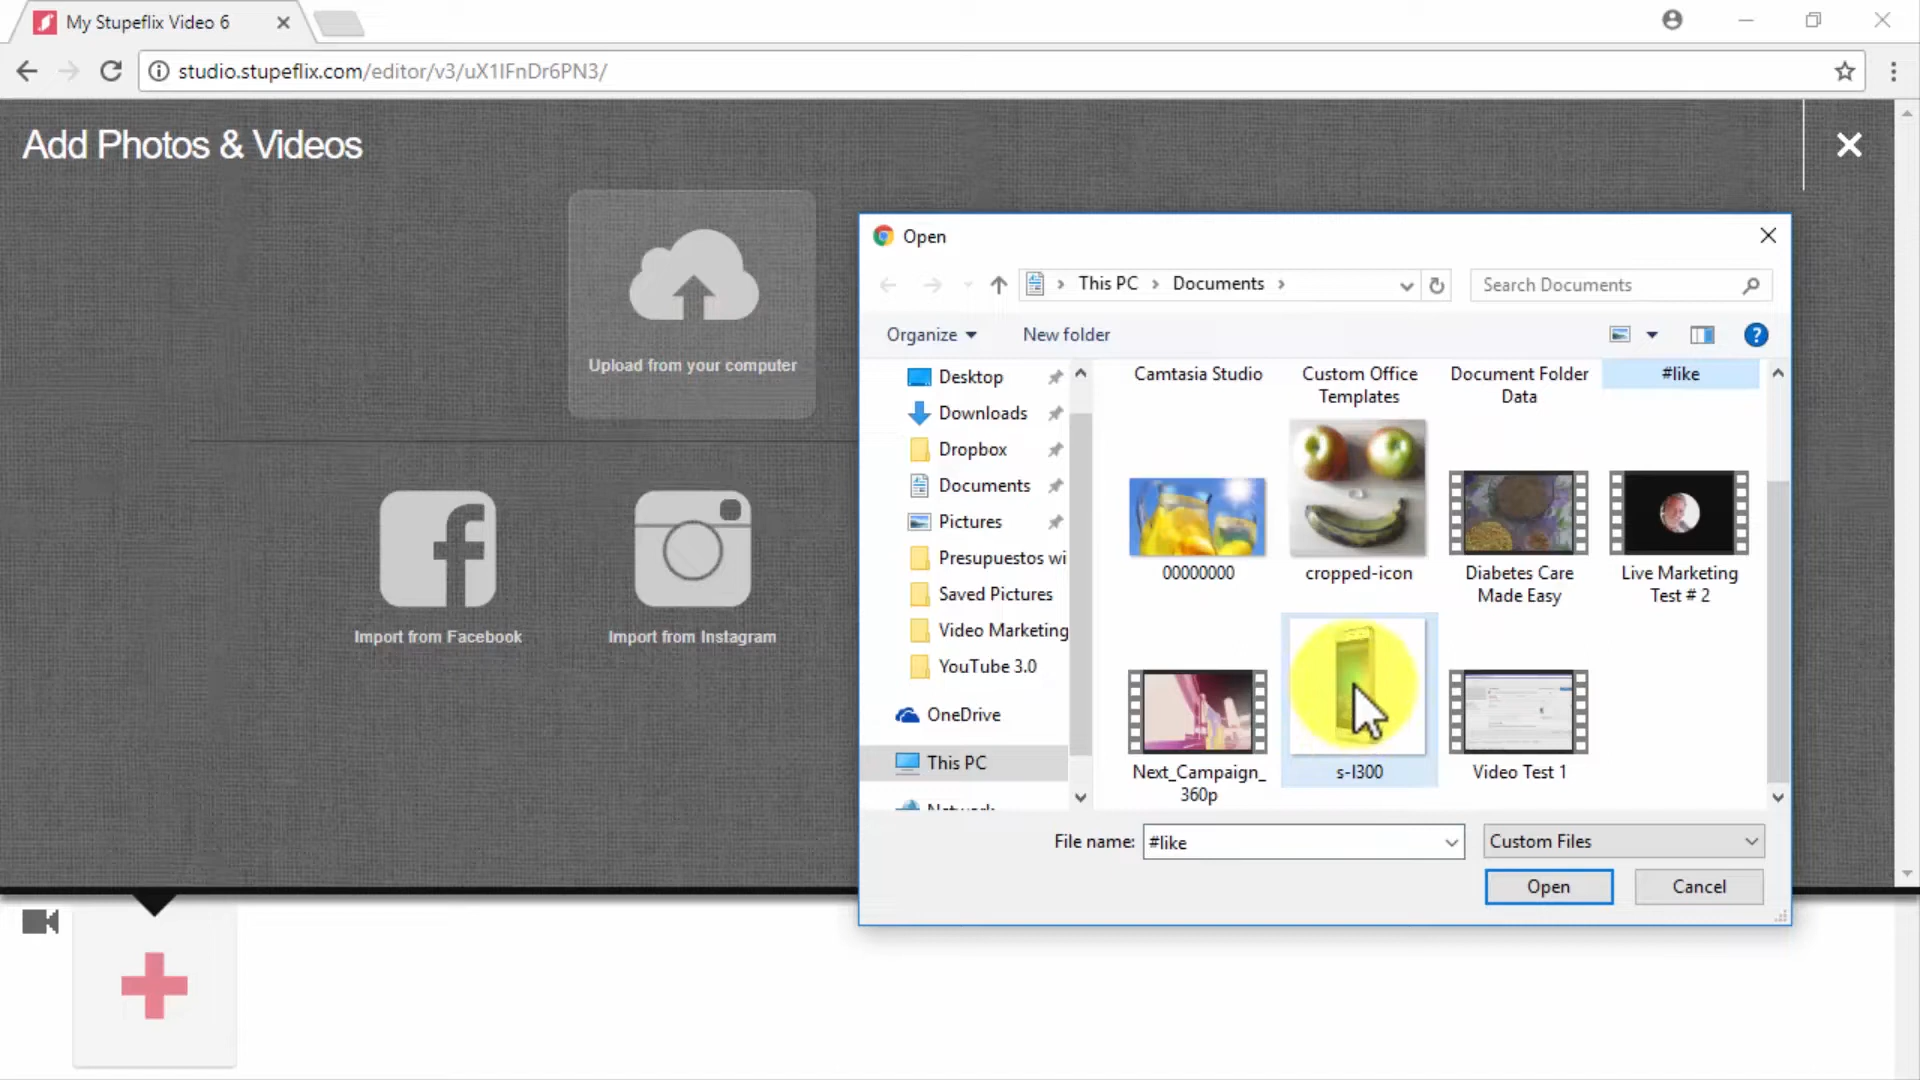 My Stupeflix Video 6
studio.stupeflix.com/editor/v3/uX1IFnDr6PN3/
Add Photos & Videos
Upload from your computer
Import from Facebook
Import from Instagram
Open
This PC
Documents
Search Documents
Organize
New folder
Desktop
Downloads
Dropbox
Documents
Pictures
Presupuestos wi
Saved Pictures
Video Marketing
YouTube 3.0
OneDrive
This PC
Network
Camtasia Studio
Custom Office
Templates
Document Folder
Data
#like
00000000
cropped-icon
Diabetes Care
Made Easy
Live Marketing
Test # 2
Next_Campaign_
360p
s-l300
Video Test 1
File name:
#like
Custom Files
Open
Cancel